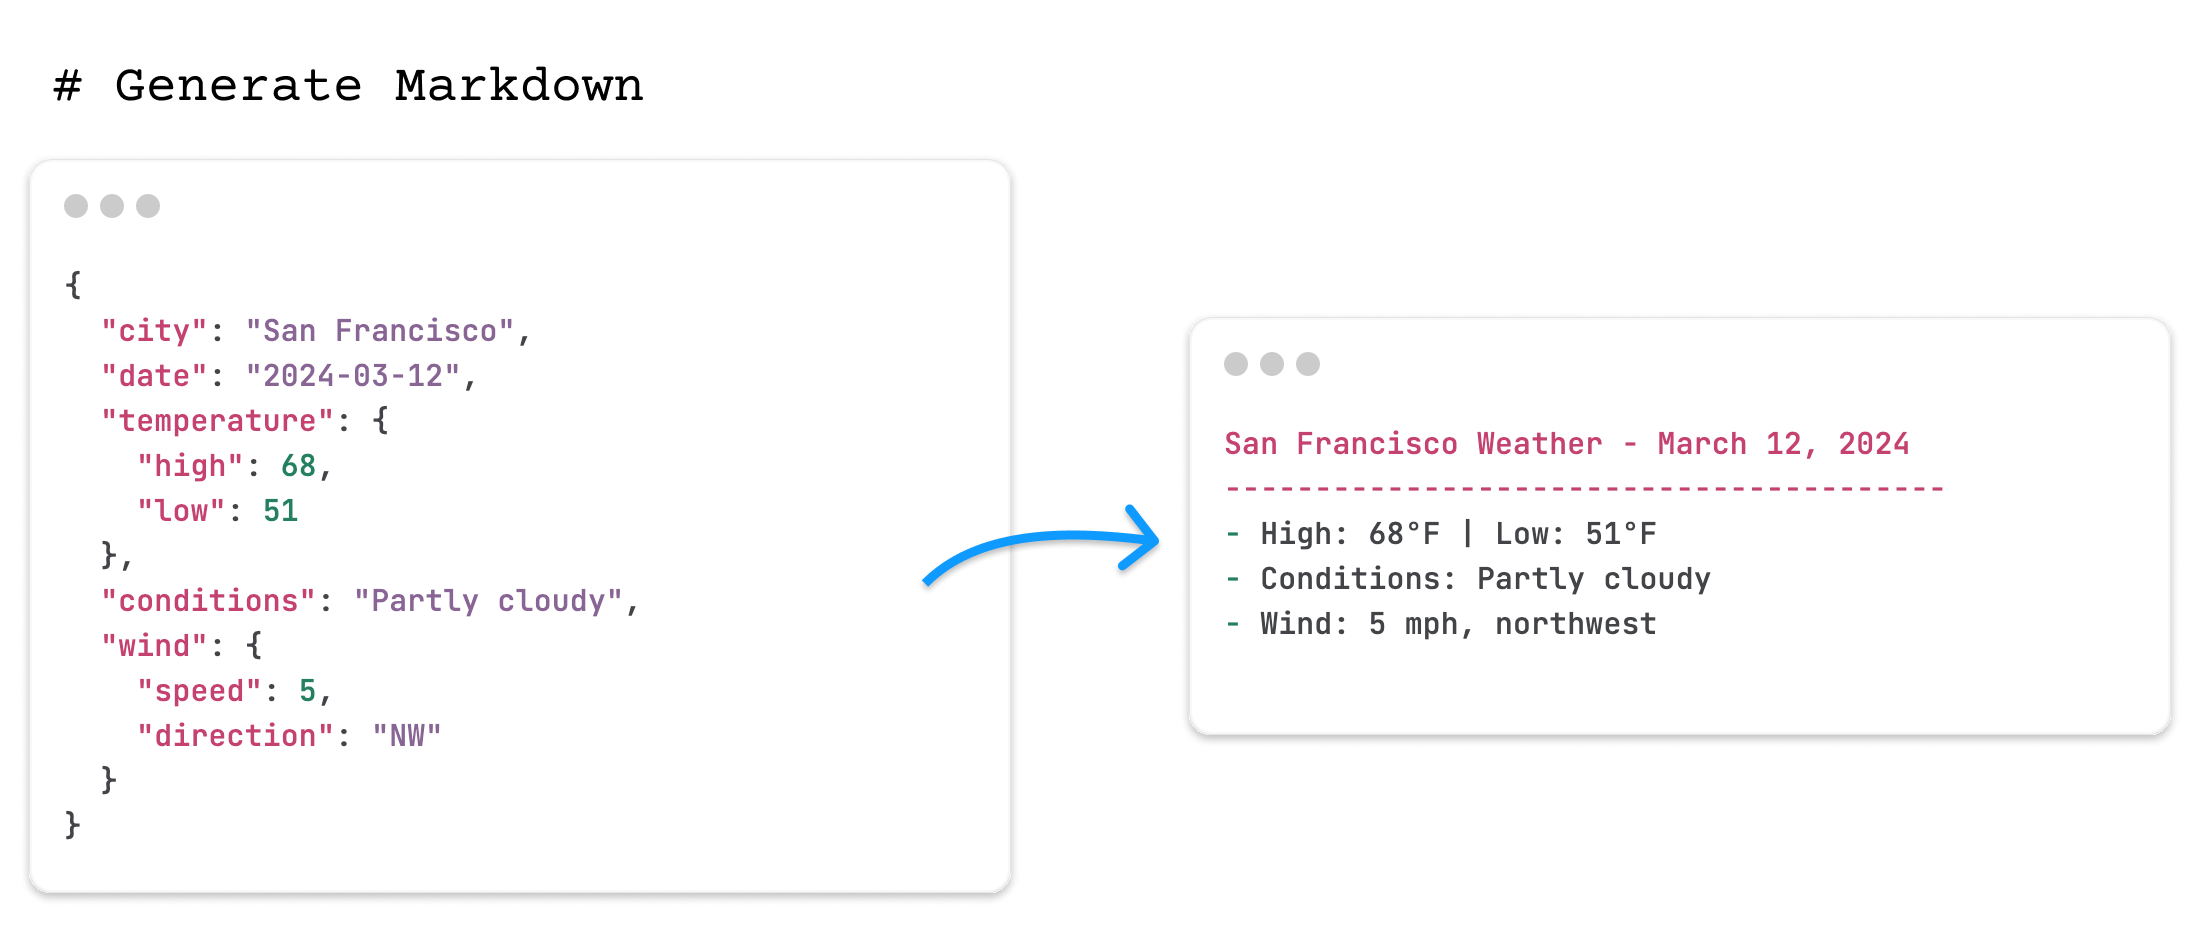 # Generate Markdown
{
  "city": "San Francisco",
  "date": "2024-03-12",
  "temperature": {
    "high": 68,
    "low": 51
  },
  "conditions": "Partly cloudy",
  "wind": {
    "speed": 5,
    "direction": "NW"
  }
}
San Francisco Weather - March 12, 2024
----------------------------------------
- High: 68°F | Low: 51°F
- Conditions: Partly cloudy
- Wind: 5 mph, northwest